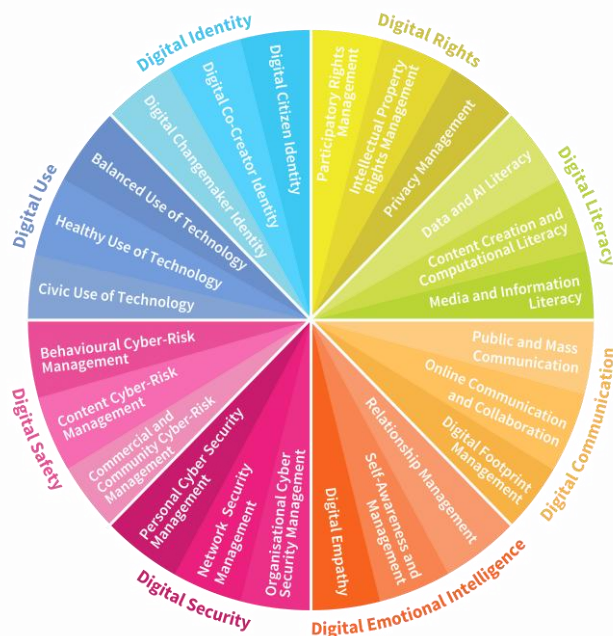 Digital Identity
Digital Citizen Identity
Digital Co-Creator Identity
Digital Changemaker Identity
Digital Rights
Participatory Rights
Management
Intellectual Property
Rights Management
Privacy Management
Digital Literacy
Data and AI Literacy
Content Creation and
Computational Literacy
Media and Information
Literacy
Digital Communication
Public and Mass
Communication
Online Communication
and Collaboration
Digital Footprint
Management
Digital Emotional Intelligence
Relationship Management
Self-Awareness and
Management
Digital Empathy
Digital Security
Organisational Cyber
Security Management
Network Security
Management
Personal Cyber Security
Management
Digital Safety
Commercial and
Community Cyber-Risk
Management
Content Cyber-Risk
Management
Behavioural Cyber-Risk
Management
Digital Use
Civic Use of Technology
Healthy Use of Technology
Balanced Use of Technology